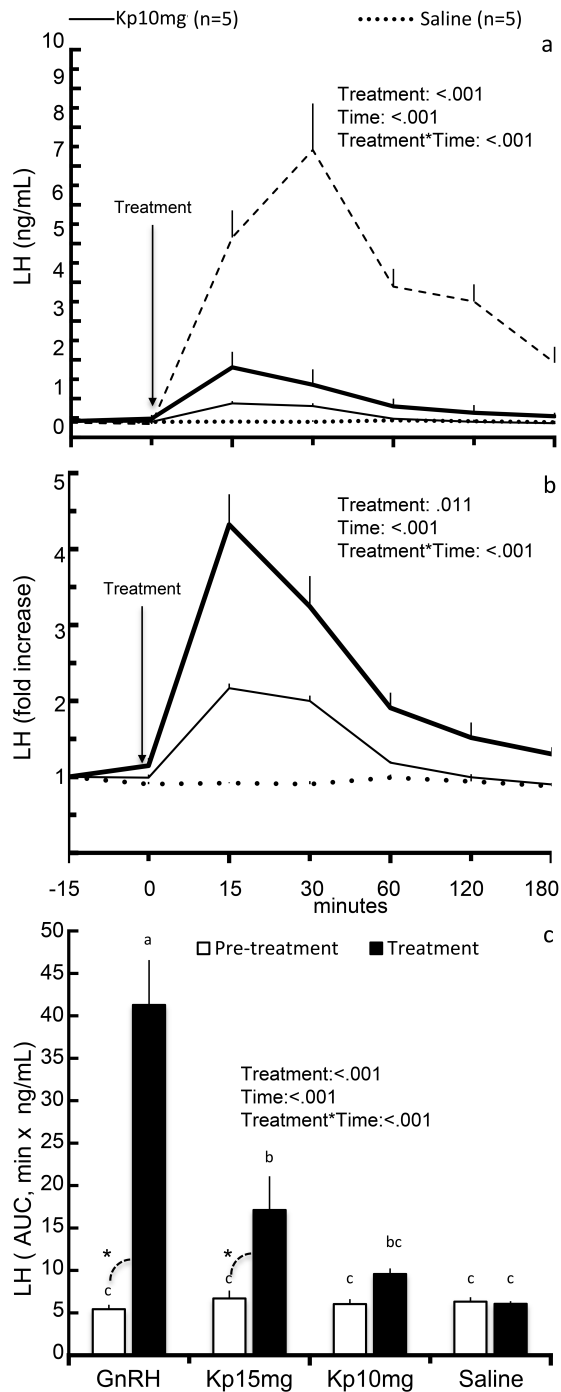 Kp10mg (n=5) Saline (n=5)
a
10
9
8
7
6
5
4
3
2
1
0
LH (ng/mL)
Treatment: <.001
Time: <.001
Treatment*Time: <.001
Treatment
b
5
4
3
2
1
LH (fold increase)
Treatment: .011
Time: <.001
Treatment*Time: <.001
Treatment
-15 0 15 30 60 120 180
minutes
c
50
45
40
35
30
25
20
15
10
5
0
LH ( AUC, min x ng/mL)
Pre-treatment Treatment
a
Treatment:<.001
Time:<.001
Treatment*Time:<.001
b
bc
* *
c c c c c
GnRH Kp15mg Kp10mg Saline